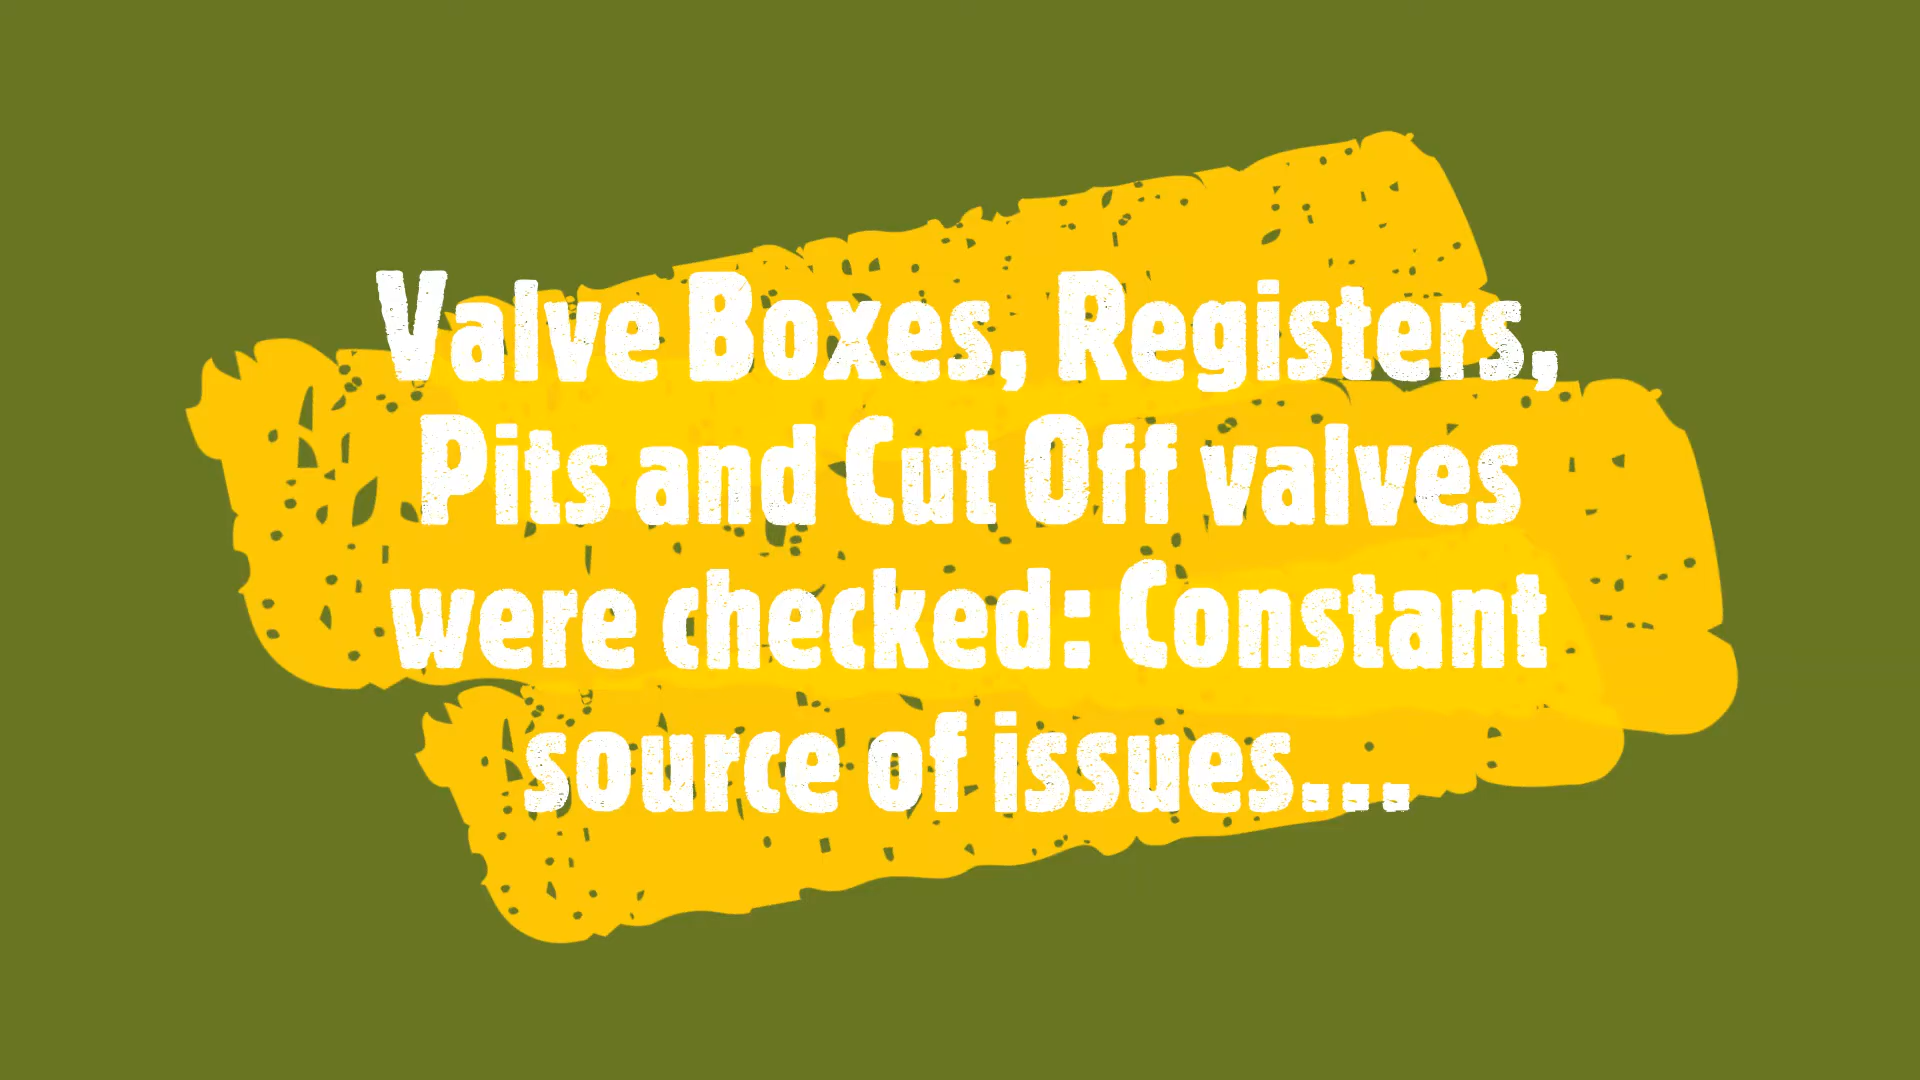 Valve Boxes, Registers,
Pits and Cut Off valves
were checked: Constant
source of issues...